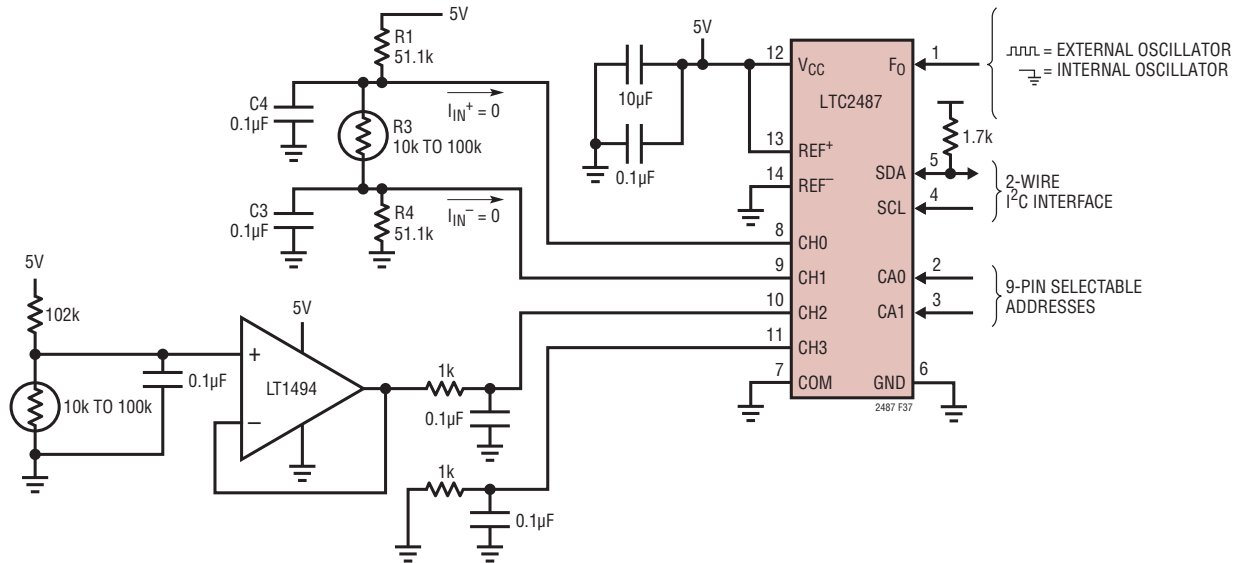 5V
R1
51.1k
C4
0.1µF
I_IN⁺ = 0
R3
10k TO 100k
C3
0.1µF
I_IN⁻ = 0
R4
51.1k
5V
102k
10k TO 100k
0.1µF
5V
+
LT1494
−
1k
0.1µF
1k
0.1µF
5V
10µF
0.1µF
12
V_CC
F_O
1
= EXTERNAL OSCILLATOR
= INTERNAL OSCILLATOR
LTC2487
1.7k
13
REF⁺
14
REF⁻
SDA
5
SCL
4
2-WIRE
I²C INTERFACE
8
CH0
9
CH1
10
CH2
11
CH3
7
COM
CA0
2
CA1
3
9-PIN SELECTABLE
ADDRESSES
GND
6
2487 F37